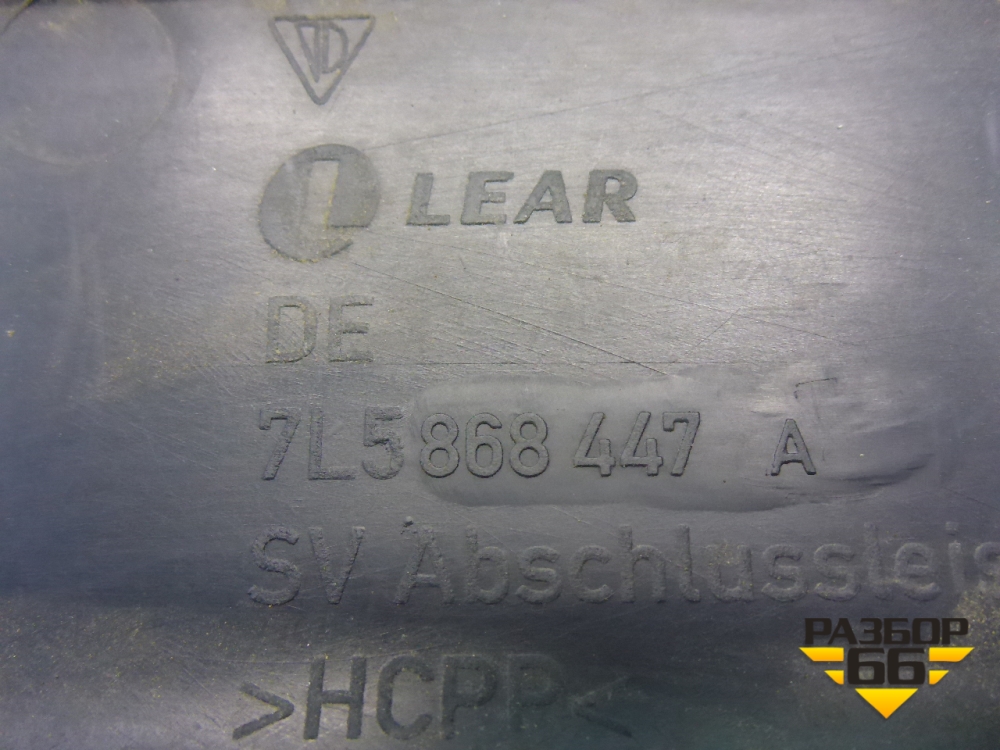 LEAR
DE
7L5 868 447 A
SV Abschlussleis
>HCPP<
РАЗБОР
66